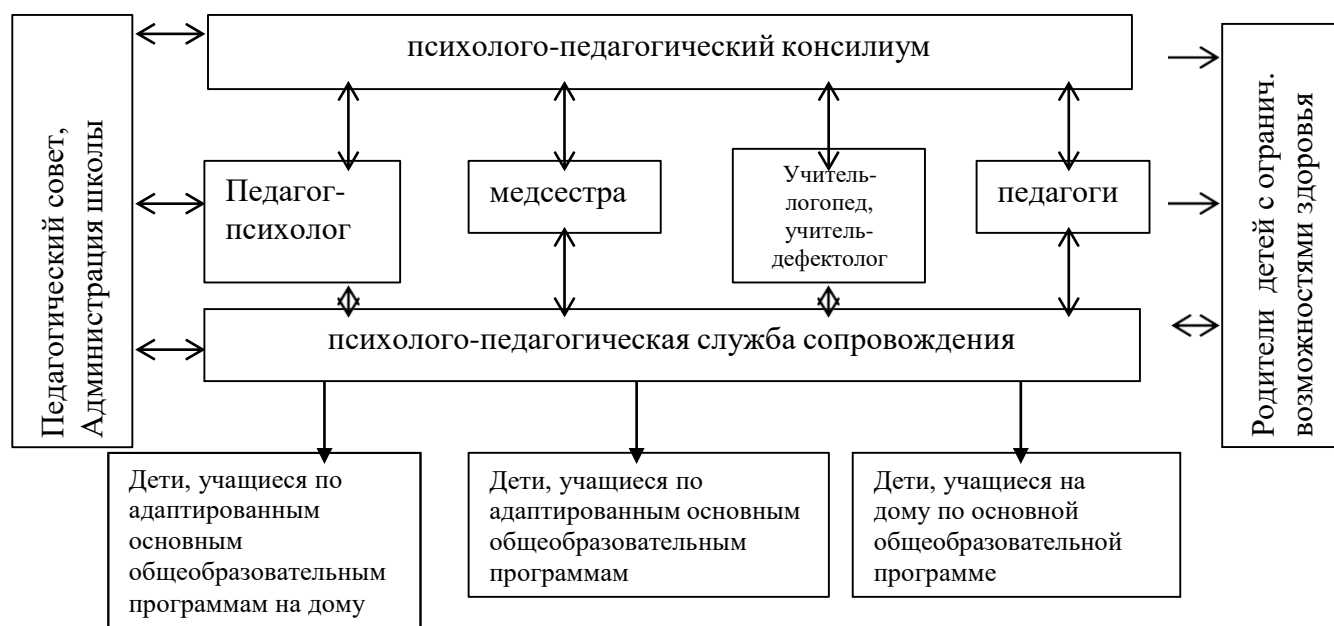 психолого-педагогический консилиум
Педагогический совет,
Администрация школы
Родители детей с огранич.
возможностями здоровья
Педагог-
психолог
медсестра
Учитель-
логопед,
учитель-
дефектолог
педагоги
психолого-педагогическая служба сопровождения
Дети, учащиеся по
адаптированным
основным
общеобразовательным
программам на дому
Дети, учащиеся по
адаптированным основным
общеобразовательным
программам
Дети, учащиеся на
дому по основной
общеобразовательной
программе